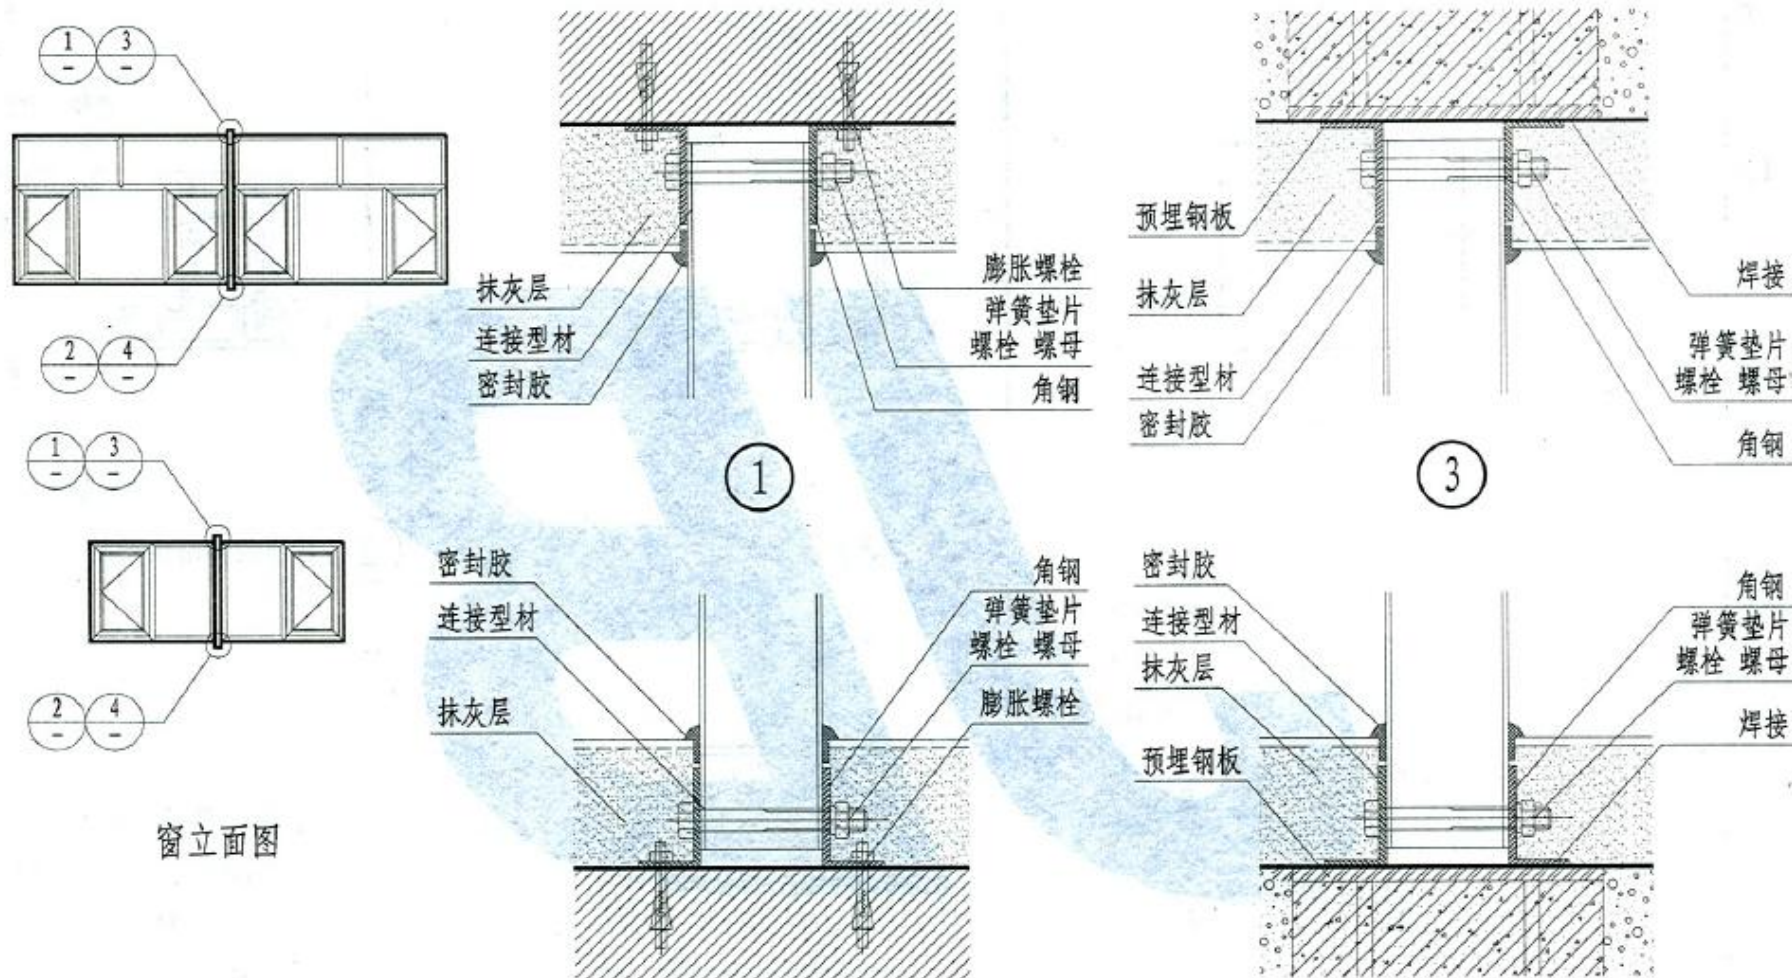 1 3
- -
2 4
- -
1 3
- -
2 4
- -
窗立面图
抹灰层
连接型材
密封胶
膨胀螺栓
弹簧垫片
螺栓 螺母
角钢
1
密封胶
连接型材
抹灰层
角钢
弹簧垫片
螺栓 螺母
膨胀螺栓
预埋钢板
抹灰层
连接型材
密封胶
焊接
弹簧垫片
螺栓 螺母
角钢
3
密封胶
连接型材
抹灰层
预埋钢板
角钢
弹簧垫片
螺栓 螺母
焊接